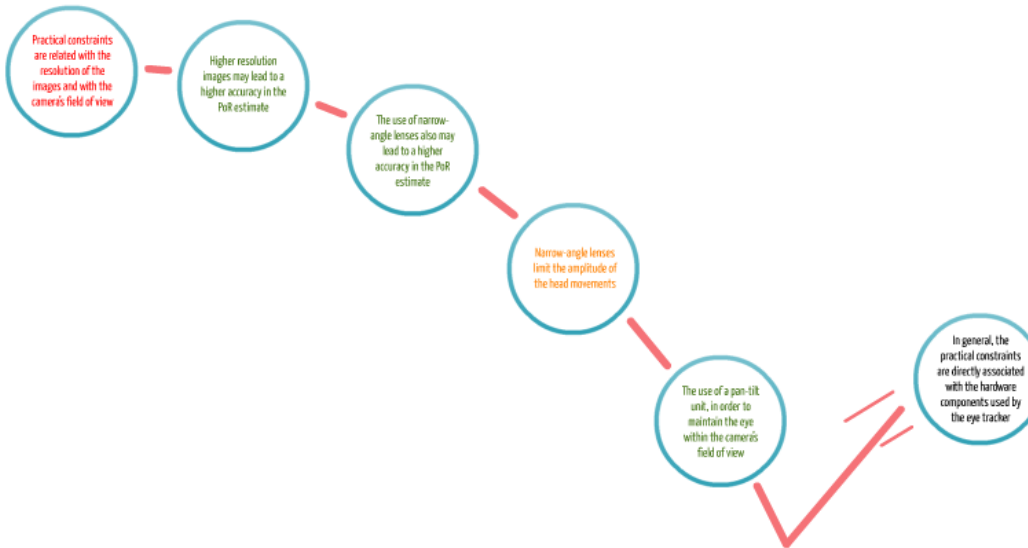 Practical constraints
are related with the
resolution of the
images and with the
camera's field of view
Higher resolution
images may lead to a
higher accuracy in the
PoR estimate
The use of narrow-
angle lenses also may
lead to a higher
accuracy in the PoR
estimate
Narrow-angle lenses
limit the amplitude of
the head movements
The use of a pan-tilt
unit, in order to
maintain the eye
within the camera's
field of view
In general, the
practical constraints
are directly associated
with the hardware
components used by
the eye tracker